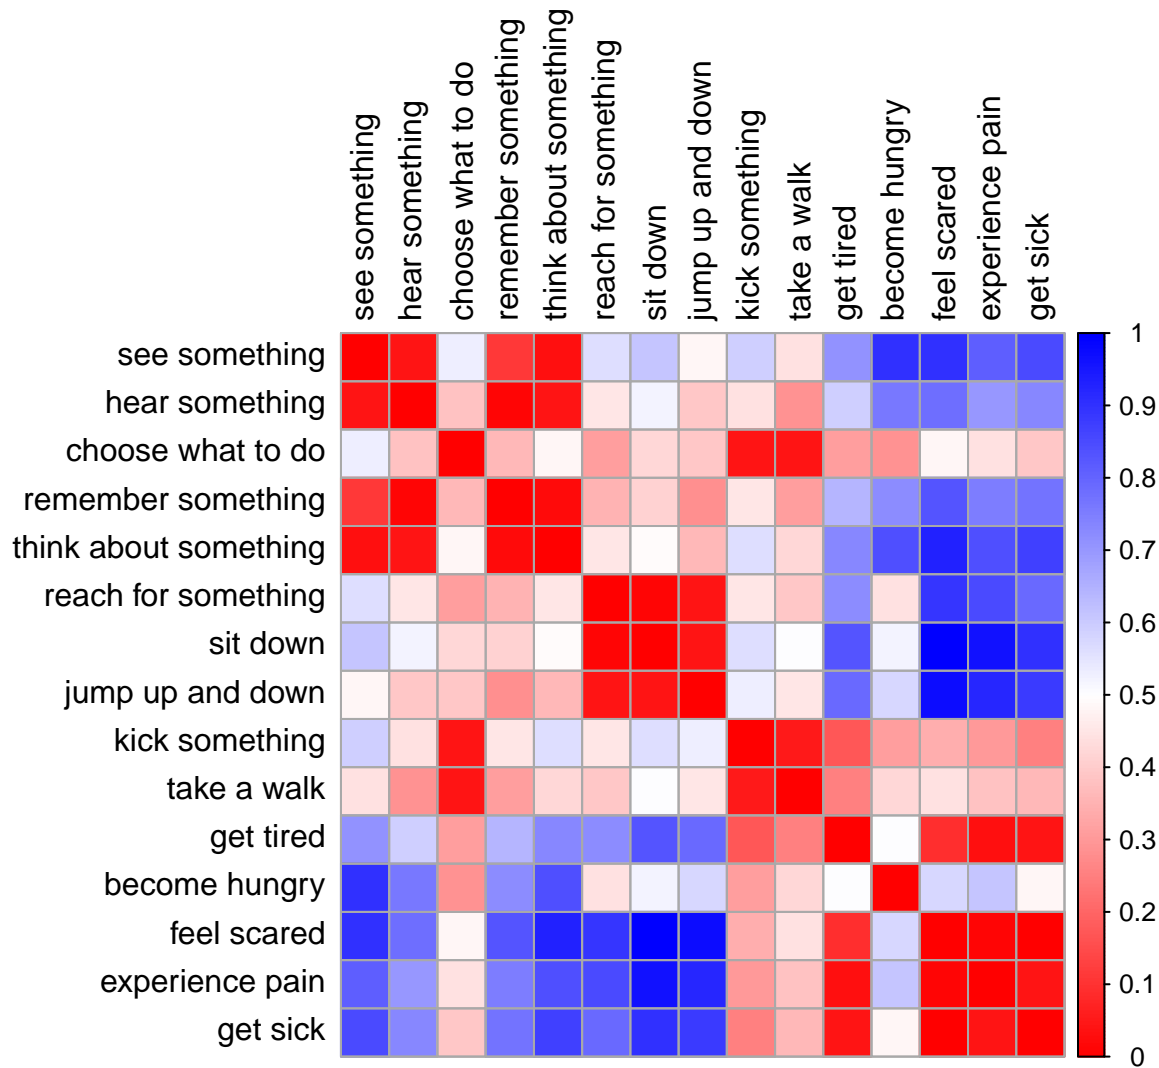 see something
hear something
choose what to do
remember something
think about something
reach for something
sit down
jump up and down
kick something
take a walk
get tired
become hungry
feel scared
experience pain
get sick
see something
hear something
choose what to do
remember something
think about something
reach for something
sit down
jump up and down
kick something
take a walk
get tired
become hungry
feel scared
experience pain
get sick
1
0.9
0.8
0.7
0.6
0.5
0.4
0.3
0.2
0.1
0